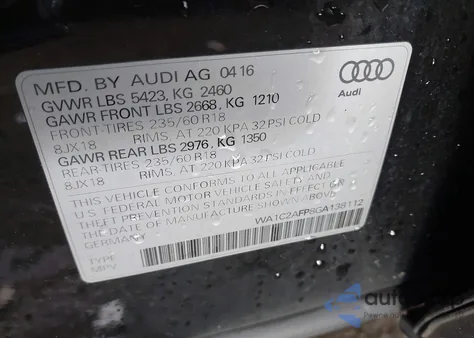 MFD. BY AUDI AG 04 16
GVWR LBS 5423, KG 2460
GAWR FRONT LBS 2668, KG 1210
FRONT-TIRES 235/60 R18
8JX18 RIMS, AT 220 KPA 32 PSI COLD
GAWR REAR LBS 2976, KG 1350
REAR-TIRES 235/60 R18
8JX18 RIMS, AT 220 KPA 32 PSI COLD
THIS VEHICLE CONFORMS TO ALL APPLICABLE
U.S. FEDERAL MOTOR VEHICLE SAFETY AND
THEFT PREVENTION STANDARDS IN EFFECT ON
THE DATE OF MANUFACTURE SHOWN ABOVE.
GERMANY
WA1C2AFP8GA138112
TYPE
MPV
Audi